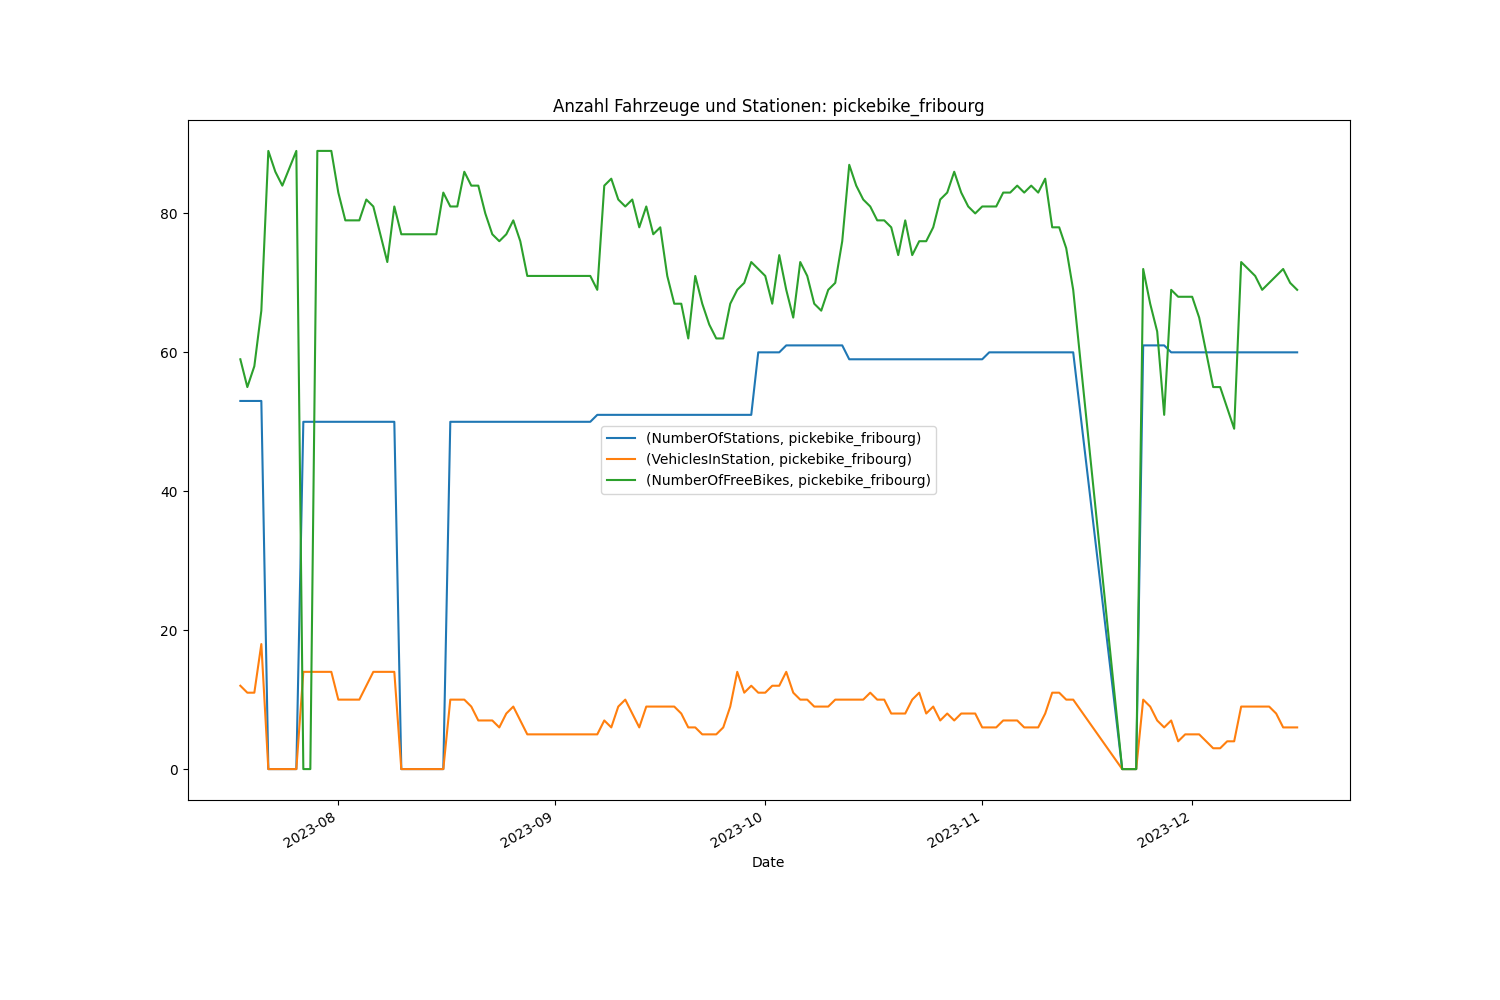 Anzahl Fahrzeuge und Stationen: pickebike_fribourg
80
60
40
20
0
(NumberOfStations, pickebike_fribourg)
(VehiclesInStation, pickebike_fribourg)
(NumberOfFreeBikes, pickebike_fribourg)
2023-08
2023-09
2023-10
2023-11
2023-12
Date